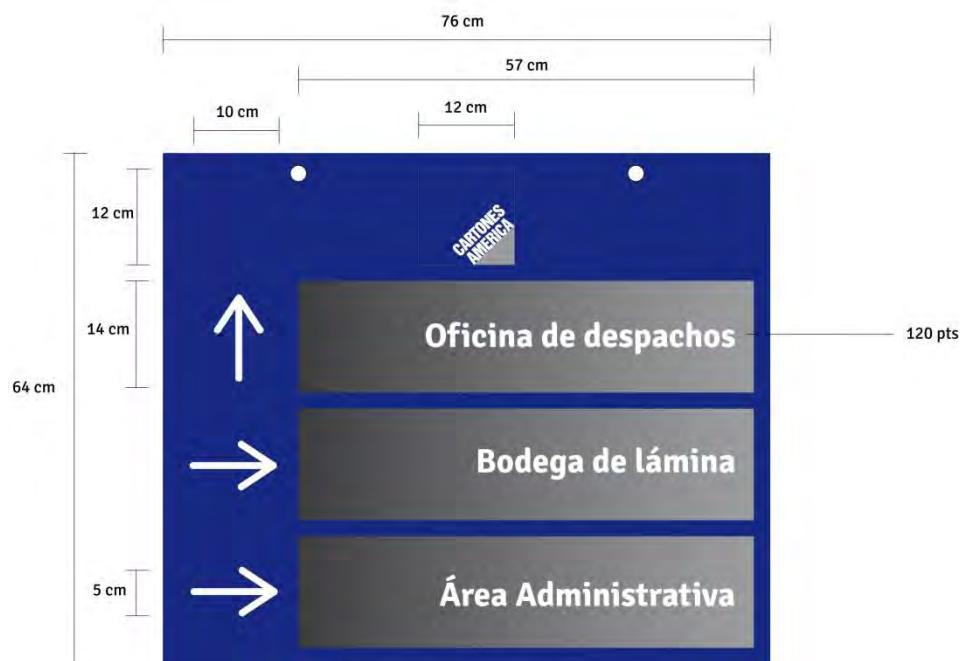 76 cm
57 cm
10 cm
12 cm
12 cm
CARTONES
AMERICA
14 cm
Oficina de despachos
120 pts
64 cm
Bodega de lámina
5 cm
Área Administrativa